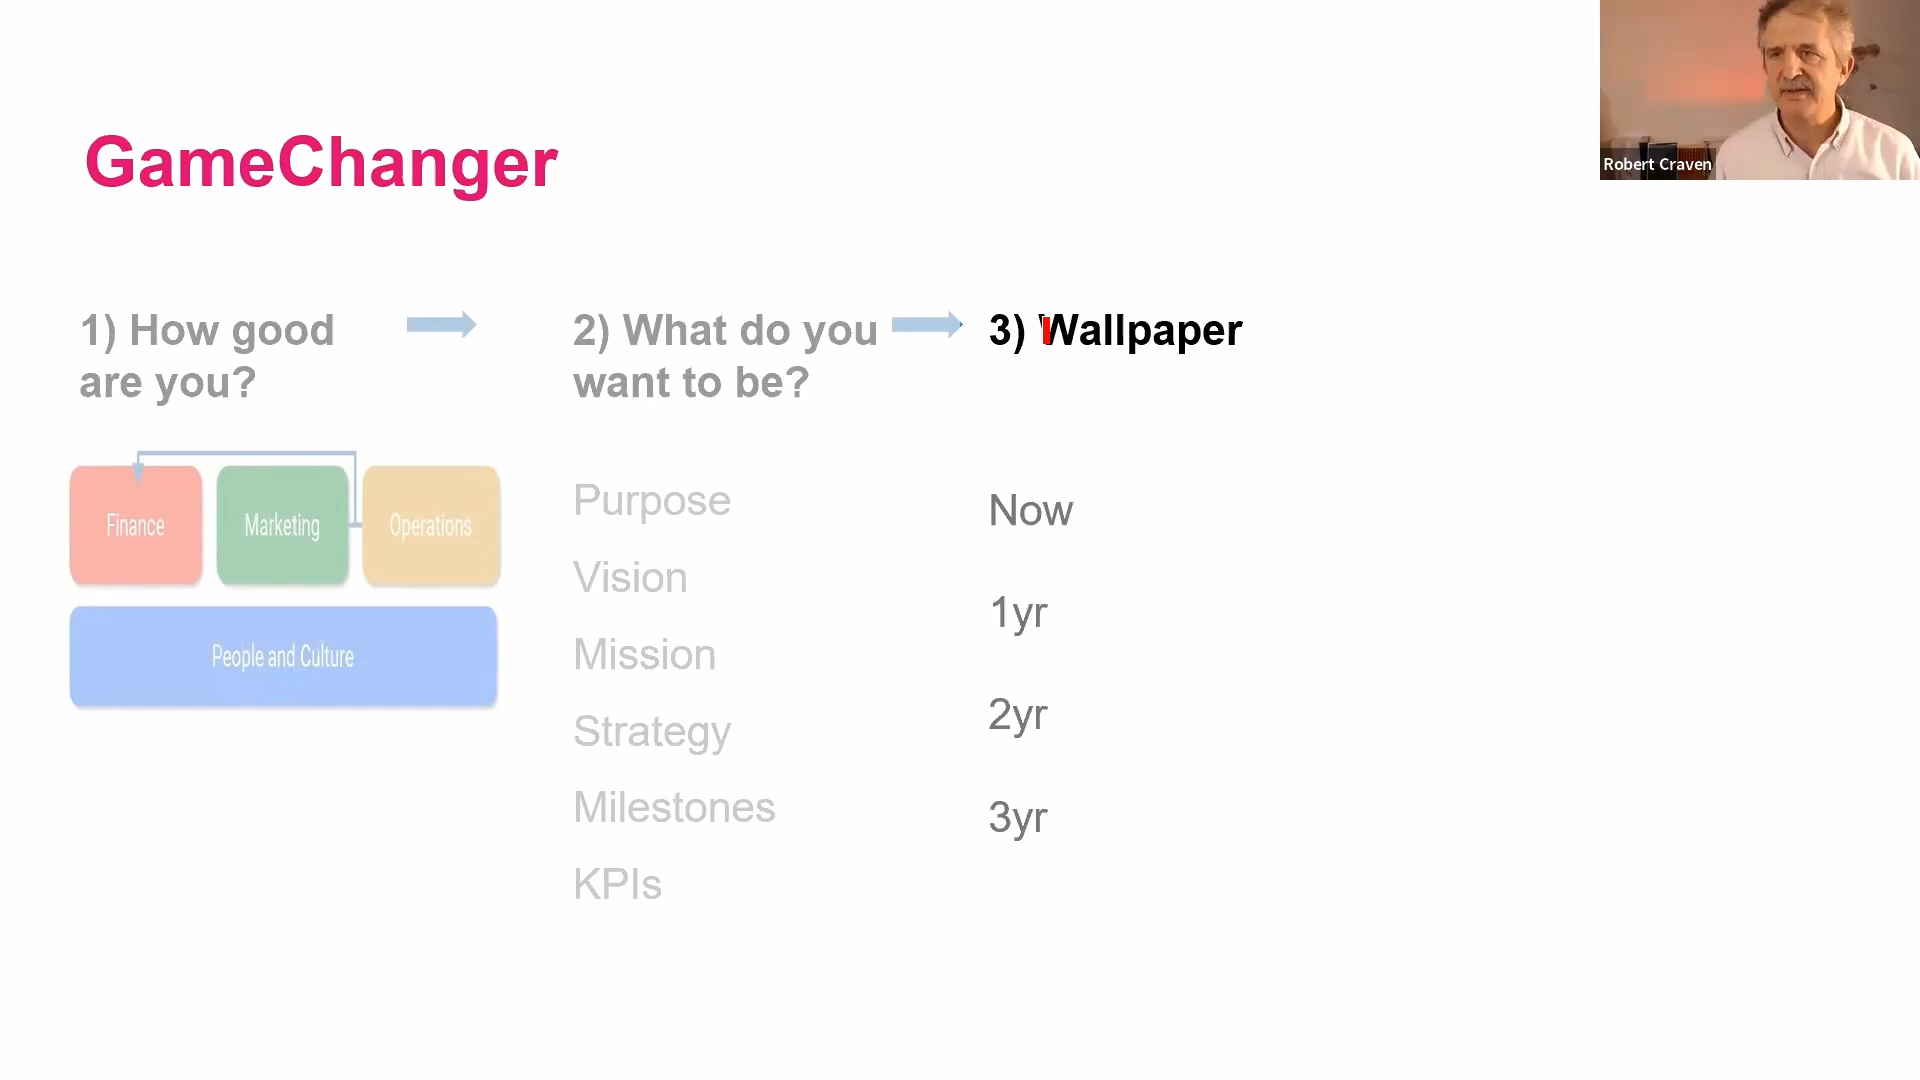 Robert Craven
GameChanger
1) How good
are you?
Finance
Marketing
Operations
People and Culture
2) What do you
want to be?
Purpose
Vision
Mission
Strategy
Milestones
KPIs
3) Wallpaper
Now
1yr
2yr
3yr